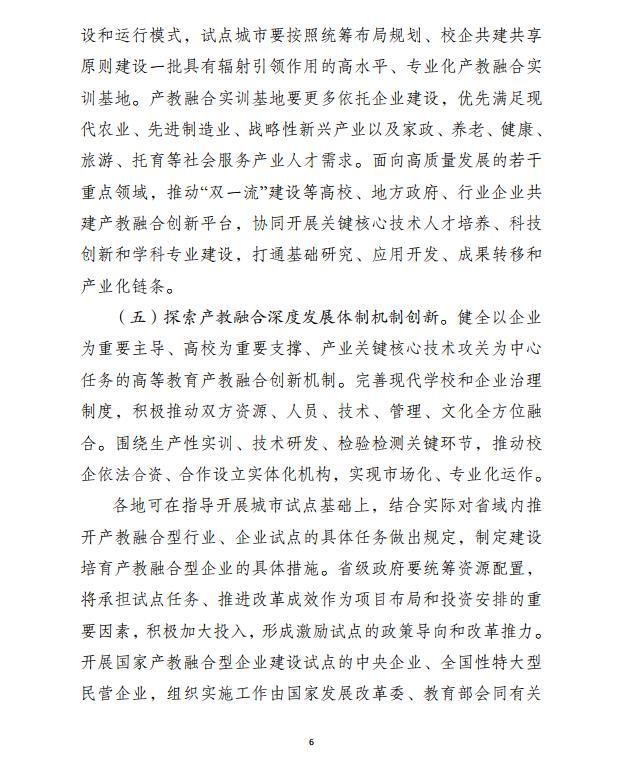 设和运行模式，试点城市要按照统筹布局规划、校企共建共享
原则建设一批具有辐射引领作用的高水平、专业化产教融合实
训基地。产教融合实训基地要更多依托企业建设，优先满足现
代农业、先进制造业、战略性新兴产业以及家政、养老、健康、
旅游、托育等社会服务产业人才需求。面向高质量发展的若干
重点领域，推动“双一流”建设等高校、地方政府、行业企业共
建产教融合创新平台，协同开展关键核心技术人才培养、科技
创新和学科专业建设，打通基础研究、应用开发、成果转移和
产业化链条。
（五）探索产教融合深度发展体制机制创新。健全以企业
为重要主导、高校为重要支撑、产业关键核心技术攻关为中心
任务的高等教育产教融合创新机制。完善现代学校和企业治理
制度，积极推动双方资源、人员、技术、管理、文化全方位融
合。围绕生产性实训、技术研发、检验检测关键环节，推动校
企依法合资、合作设立实体化机构，实现市场化、专业化运作。
各地可在指导开展城市试点基础上，结合实际对省域内推
开产教融合型行业、企业试点的具体任务做出规定，制定建设
培育产教融合型企业的具体措施。省级政府要统筹资源配置，
将承担试点任务、推进改革成效作为项目布局和投资安排的重
要因素，积极加大投入，形成激励试点的政策导向和改革推力。
开展国家产教融合型企业建设试点的中央企业、全国性特大型
民营企业，组织实施工作由国家发展改革委、教育部会同有关
6